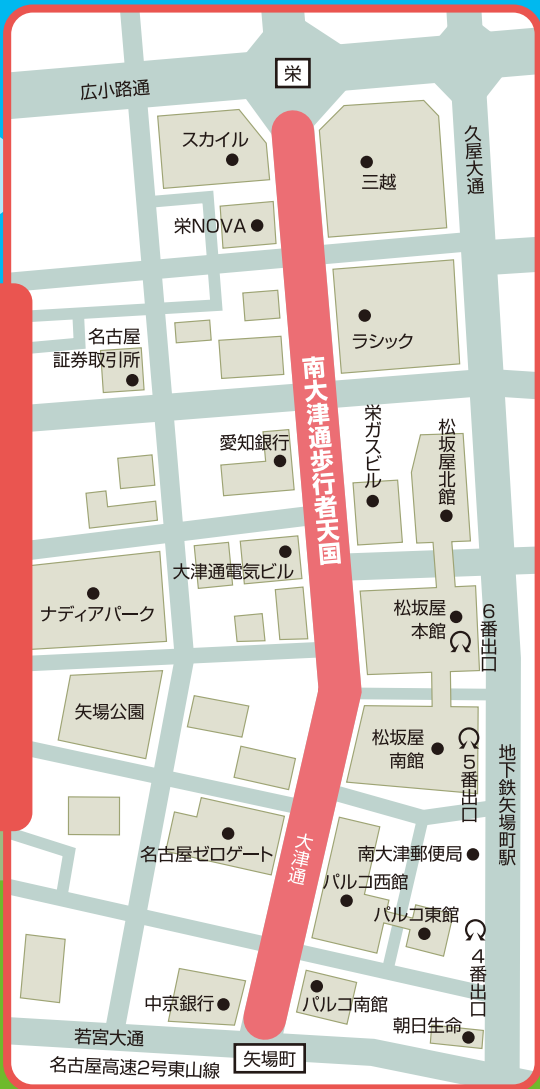 栄
広小路通
スカイル
久屋大通
三越
栄NOVA
ラシック
名古屋
証券取引所
南大津通歩行者天国
栄ガスビル
松坂屋北館
愛知銀行
大津通電気ビル
ナディアパーク
松坂屋
本館
6番出口
矢場公園
松坂屋
南館
5番出口
地下鉄矢場町駅
名古屋ゼロゲート
大津通
南大津郵便局
パルコ西館
パルコ東館
4番出口
中京銀行
パルコ南館
朝日生命
若宮大通
矢場町
名古屋高速2号東山線